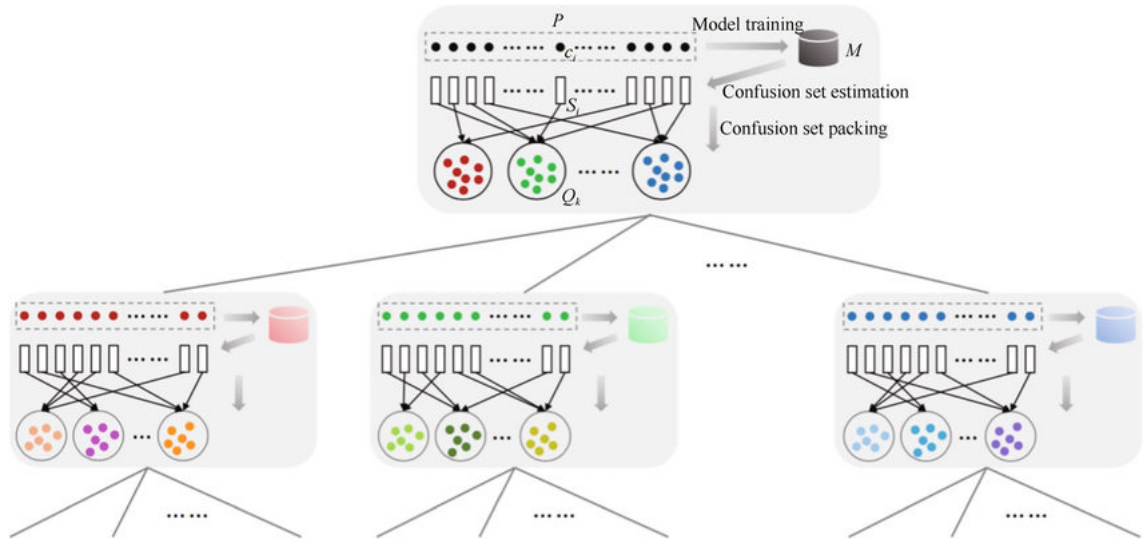 P
Model training
…… ……
c_i
M
Confusion set estimation
……
S_i
Confusion set packing
……
Q_k
……
……
……
……
……
……
……
…
…
…
……
……
……